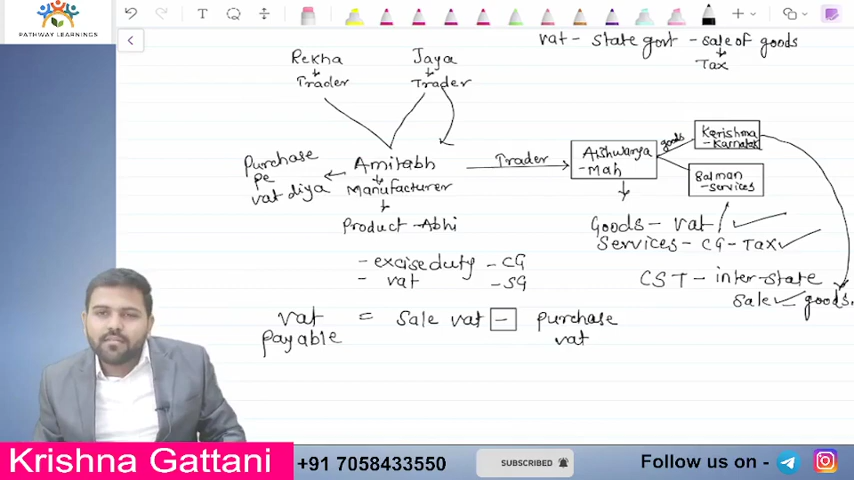 PATHWAY LEARNINGS
vat - state govt - sale of goods
Tax
Rekha
Trader
Jaya
Trader
Purchase
pe
vat diya
Amitabh
Manufacturer
Product - Abhi
Trader
Aishwarya
- Mah
goods
Karishma
- Karnatak
Salman
- services
- excise duty - CG
- vat - SG
Goods - vat
Services - CG - Tax
CST - inter-state
sale goods.
vat = Sale vat - purchase
payable vat
Krishna Gattani +91 7058433550 SUBSCRIBED Follow us on -